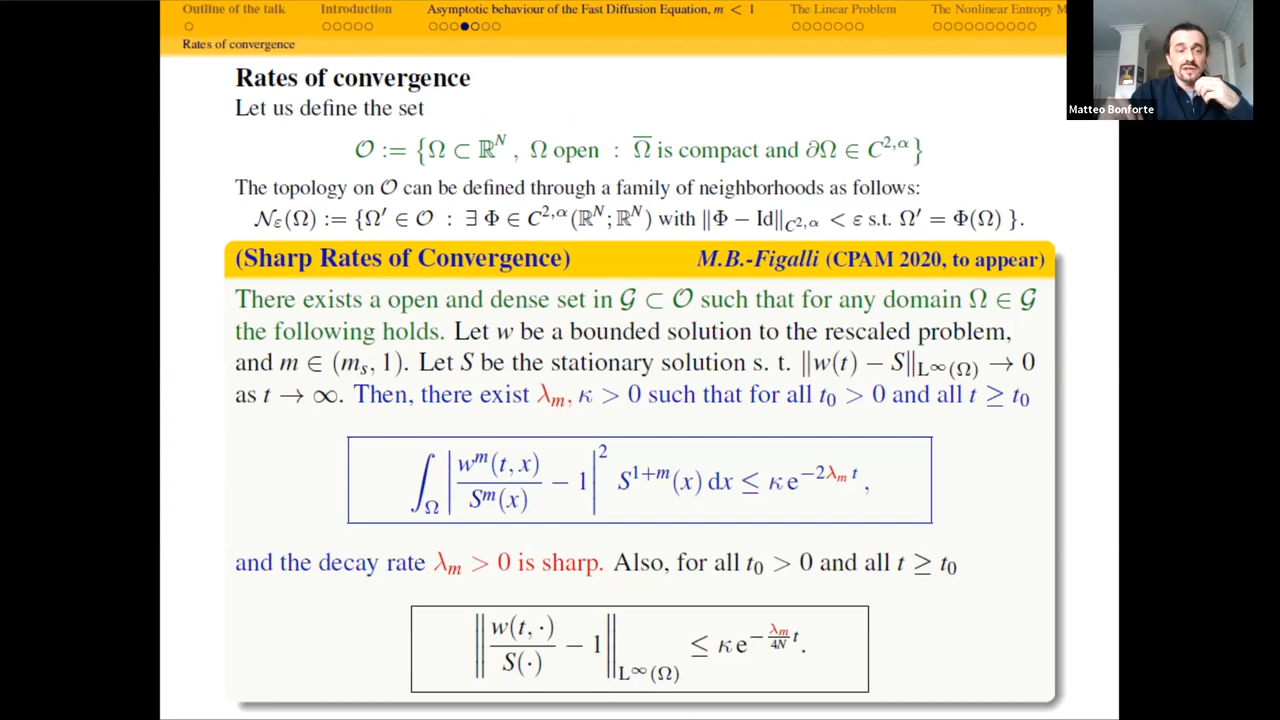 Outline of the talk Introduction Asymptotic behaviour of the Fast Diffusion Equation, m < 1 The Linear Problem The Nonlinear Entropy M
Rates of convergence
Matteo Bonforte
Rates of convergence
Let us define the set
𝒪 := {Ω ⊂ ℝ^N , Ω open : Ω̅ is compact and ∂Ω ∈ C^{2,α}}
The topology on 𝒪 can be defined through a family of neighborhoods as follows:
𝒩_ε(Ω) := {Ω′ ∈ 𝒪 : ∃ Φ ∈ C^{2,α}(ℝ^N; ℝ^N) with ‖Φ − Id‖_{C^{2,α}} < ε s.t. Ω′ = Φ(Ω) }.
(Sharp Rates of Convergence) M.B.-Figalli (CPAM 2020, to appear)
There exists a open and dense set in 𝒢 ⊂ 𝒪 such that for any domain Ω ∈ 𝒢
the following holds. Let w be a bounded solution to the rescaled problem,
and m ∈ (m_s, 1). Let S be the stationary solution s. t. ‖w(t) − S‖_{L^∞(Ω)} → 0
as t → ∞. Then, there exist λ_m, κ > 0 such that for all t_0 > 0 and all t ≥ t_0
∫_Ω | w^m(t, x) / S^m(x) − 1 |^2 S^{1+m}(x) dx ≤ κ e^{−2λ_m t} ,
and the decay rate λ_m > 0 is sharp. Also, for all t_0 > 0 and all t ≥ t_0
‖ w(t, ·) / S(·) − 1 ‖_{L^∞(Ω)} ≤ κ e^{−(λ_m/4N) t}.